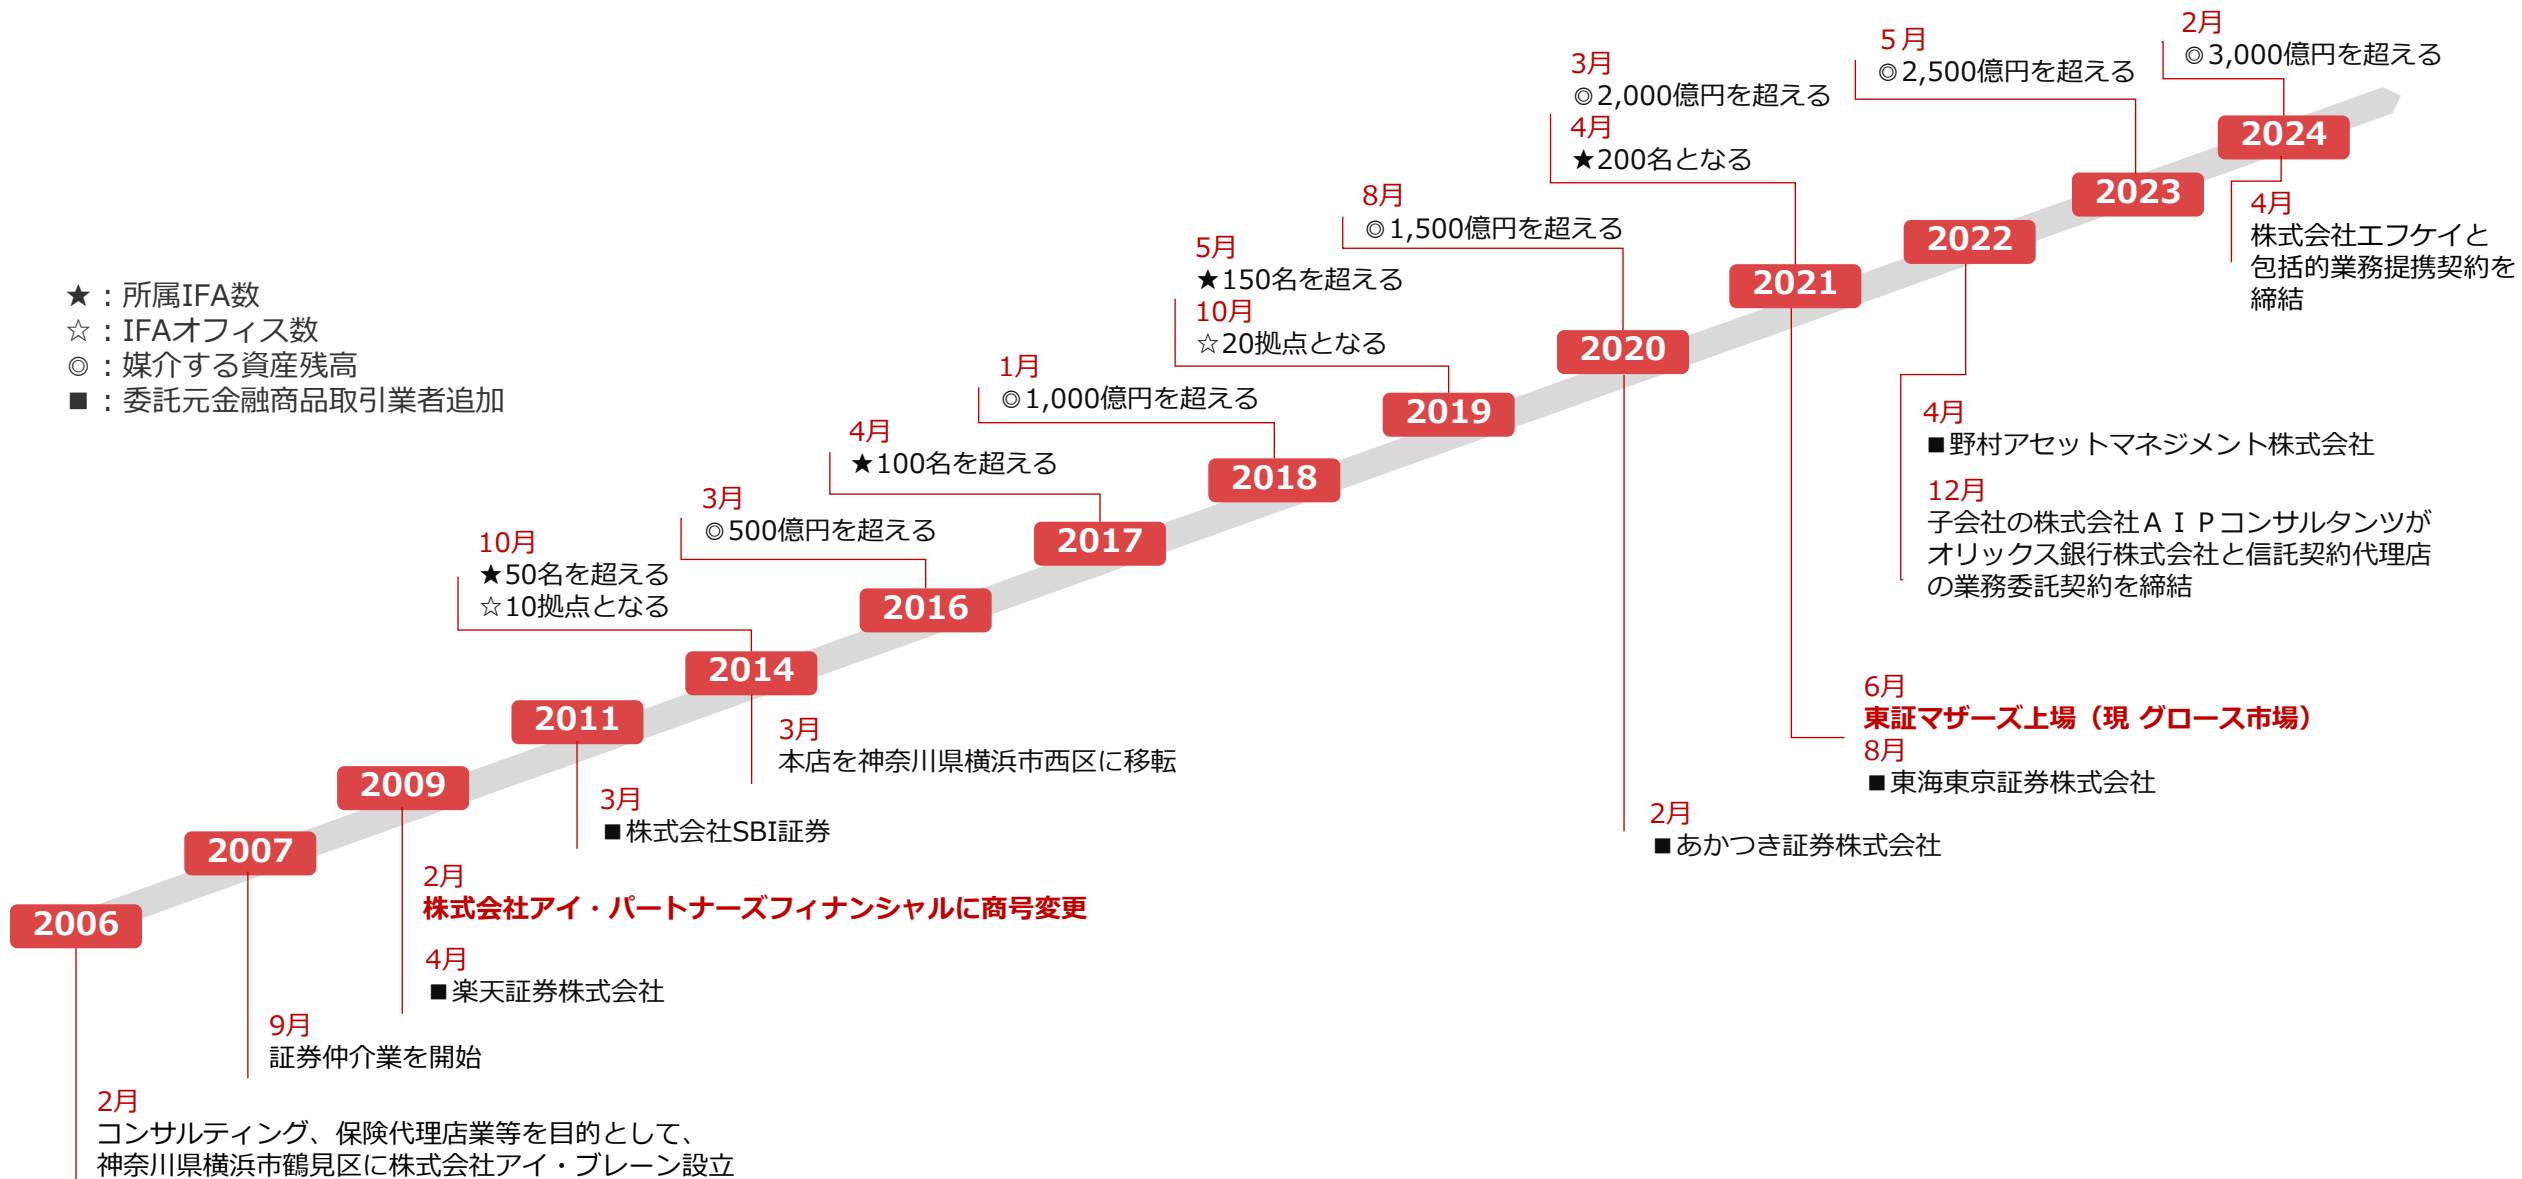 ★：所属IFA数
☆：IFAオフィス数
◎：媒介する資産残高
■：委託元金融商品取引業者追加
2006
2月
コンサルティング、保険代理店業等を目的として、
神奈川県横浜市鶴見区に株式会社アイ・ブレーン設立
2007
9月
証券仲介業を開始
2009
2月
株式会社アイ・パートナーズフィナンシャルに商号変更
4月
■楽天証券株式会社
2011
3月
■株式会社SBI証券
2014
10月
★50名を超える
☆10拠点となる
3月
本店を神奈川県横浜市西区に移転
2016
3月
◎500億円を超える
2017
4月
★100名を超える
2018
1月
◎1,000億円を超える
2019
5月
★150名を超える
10月
☆20拠点となる
2020
8月
◎1,500億円を超える
2月
■あかつき証券株式会社
2021
3月
◎2,000億円を超える
4月
★200名となる
6月
東証マザーズ上場（現 グロース市場）
8月
■東海東京証券株式会社
2022
4月
■野村アセットマネジメント株式会社
12月
子会社の株式会社ＡＩＰコンサルタンツが
オリックス銀行株式会社と信託契約代理店
の業務委託契約を締結
2023
５月
◎2,500億円を超える
2024
2月
◎3,000億円を超える
4月
株式会社エフケイと
包括的業務提携契約を
締結